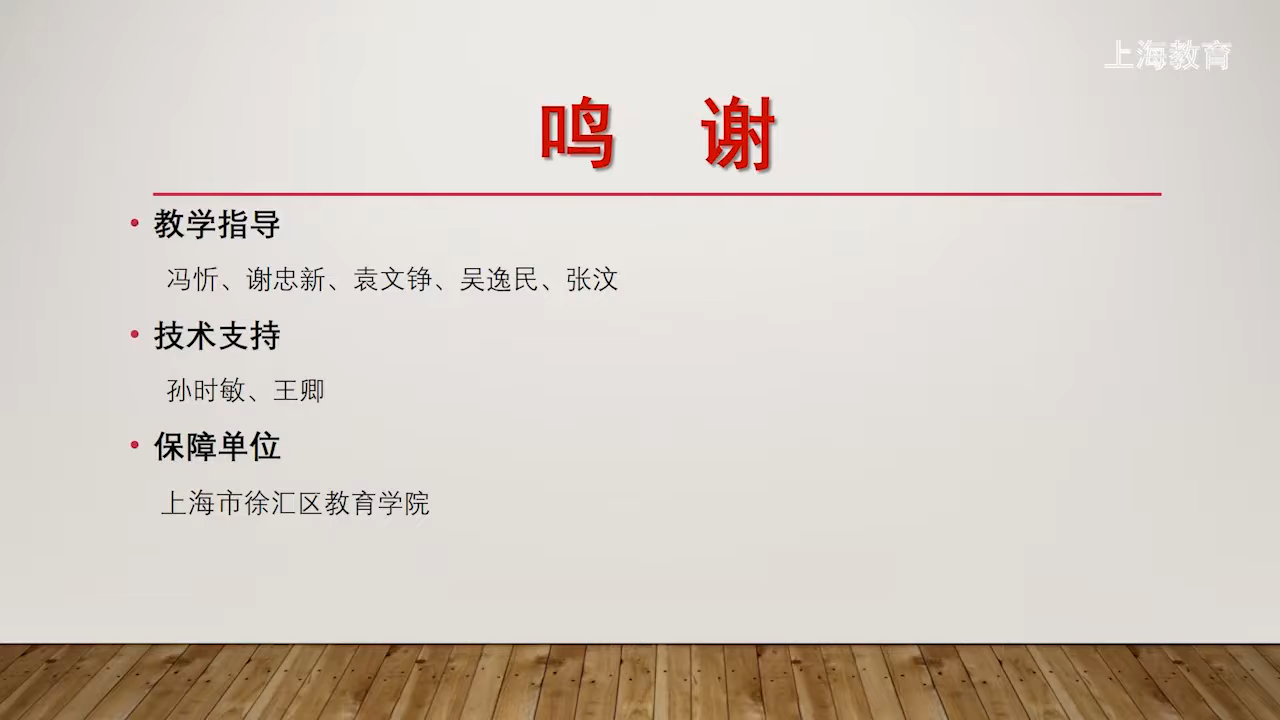 上海教育
鸣 谢
• 教学指导
冯忻、谢忠新、袁文铮、吴逸民、张汶
• 技术支持
孙时敏、王卿
• 保障单位
上海市徐汇区教育学院